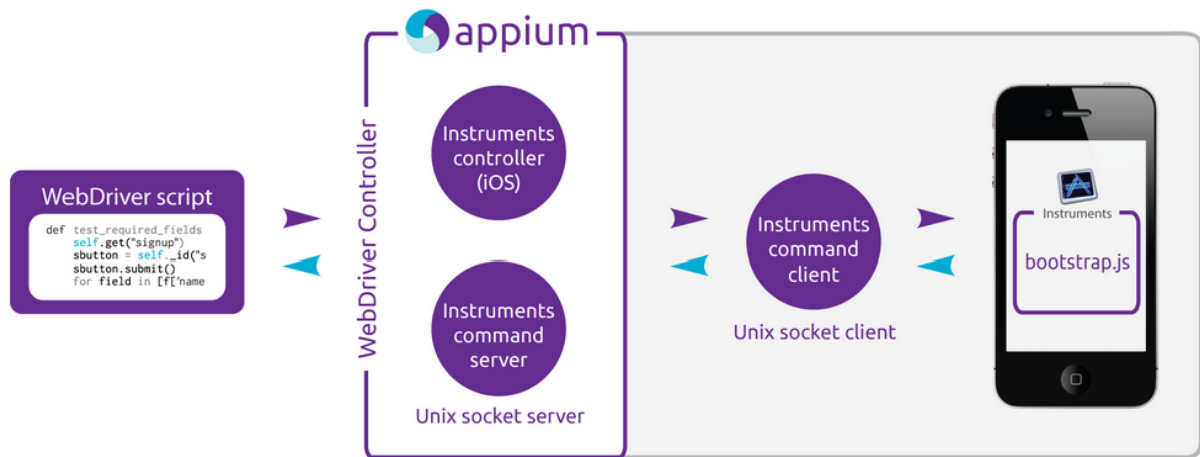 appium
WebDriver Controller
Instruments
controller
(iOS)
Instruments
command
server
Unix socket server
WebDriver script
def test_required_fields
self.get("signup")
sbutton = self._id("s
sbutton.submit()
for field in [f['name
Instruments
command
client
Unix socket client
Instruments
bootstrap.js